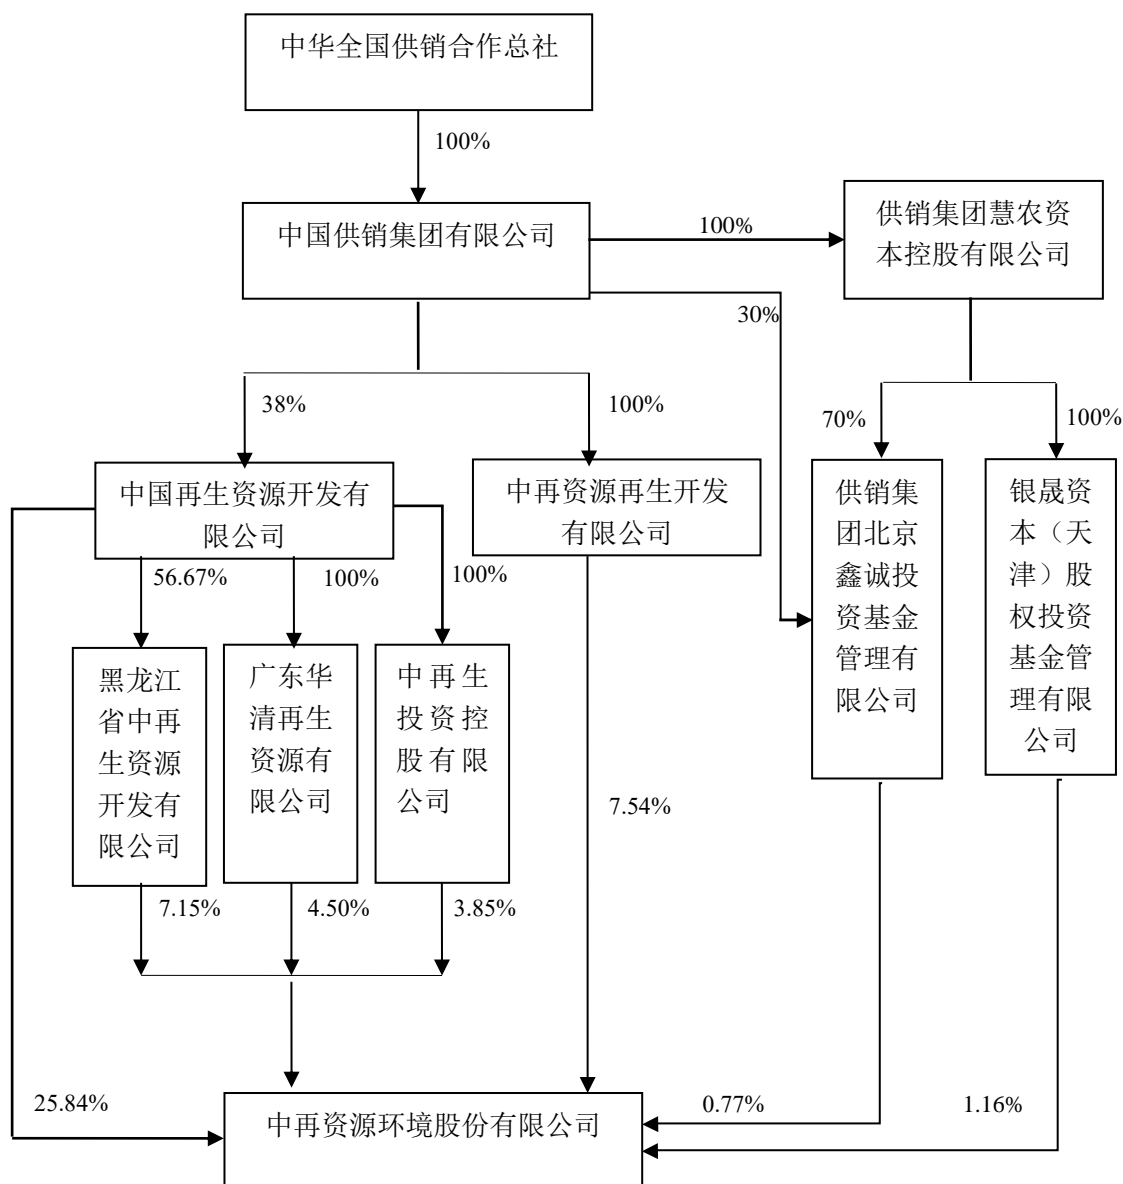 中华全国供销合作总社
100%
中国供销集团有限公司
100%
供销集团慧农资
本控股有限公司
30%
38%
100%
70%
100%
中国再生资源开发有
限公司
中再资源再生开发
有限公司
供销集
团北京
鑫诚投
资基金
管理有
限公司
银晟资
本（天
津）股
权投资
基金管
理有限
公司
56.67%
100%
100%
黑龙江
省中再
生资源
开发有
限公司
广东华
清再生
资源有
限公司
中再生
投资控
股有限
公司
7.54%
7.15%
4.50%
3.85%
25.84%
0.77%
1.16%
中再资源环境股份有限公司